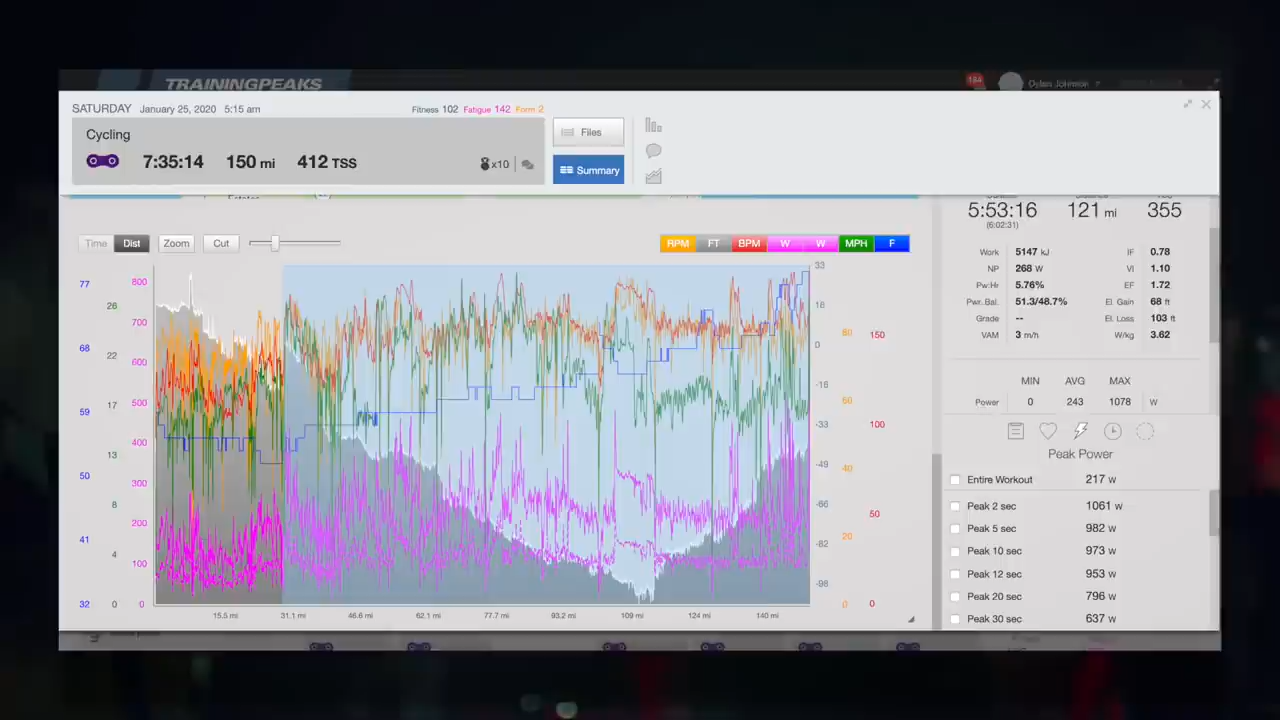 TRAININGPEAKS
184
Dylan Johnson
SATURDAY January 25, 2020 5:15 am
Fitness 102 Fatigue 142 Form 2
Cycling
7:35:14 150 mi 412 TSS
x10
Files
Summary
5:53:16 121 mi 355
(6:02:31)
Time Dist Zoom Cut
RPM FT BPM W W MPH F
Work 5147 kJ IF 0.78
NP 268 W VI 1.10
Pw:Hr 5.76% EF 1.72
Pwr.Bal. 51.3/48.7% El. Gain 68 ft
Grade -- El. Loss 103 ft
VAM 3 m/h W/kg 3.62
MIN AVG MAX
Power 0 243 1078 W
Peak Power
Entire Workout 217 W
Peak 2 sec 1061 W
Peak 5 sec 982 W
Peak 10 sec 973 W
Peak 12 sec 953 W
Peak 20 sec 796 W
Peak 30 sec 637 W
77
68
59
50
41
32
26
22
17
13
8
4
0
800
700
600
500
400
300
200
100
0
33
16
0
-16
-33
-49
-66
-82
-98
80
60
40
20
0
150
100
50
0
15.5 mi 31.1 mi 46.6 mi 62.1 mi 77.7 mi 93.2 mi 109 mi 124 mi 140 mi